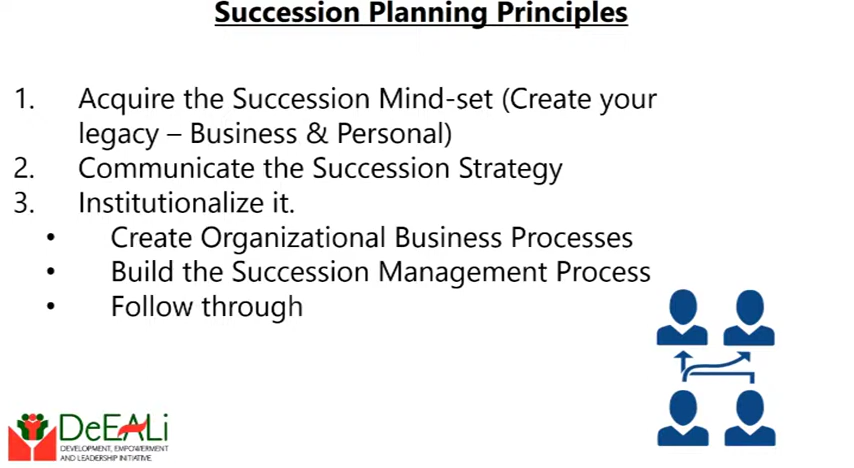 Succession Planning Principles
1. Acquire the Succession Mind-set (Create your
legacy – Business & Personal)
2. Communicate the Succession Strategy
3. Institutionalize it.
• Create Organizational Business Processes
• Build the Succession Management Process
• Follow through
DeEALi
DEVELOPMENT, EMPOWERMENT
AND LEADERSHIP INITIATIVE